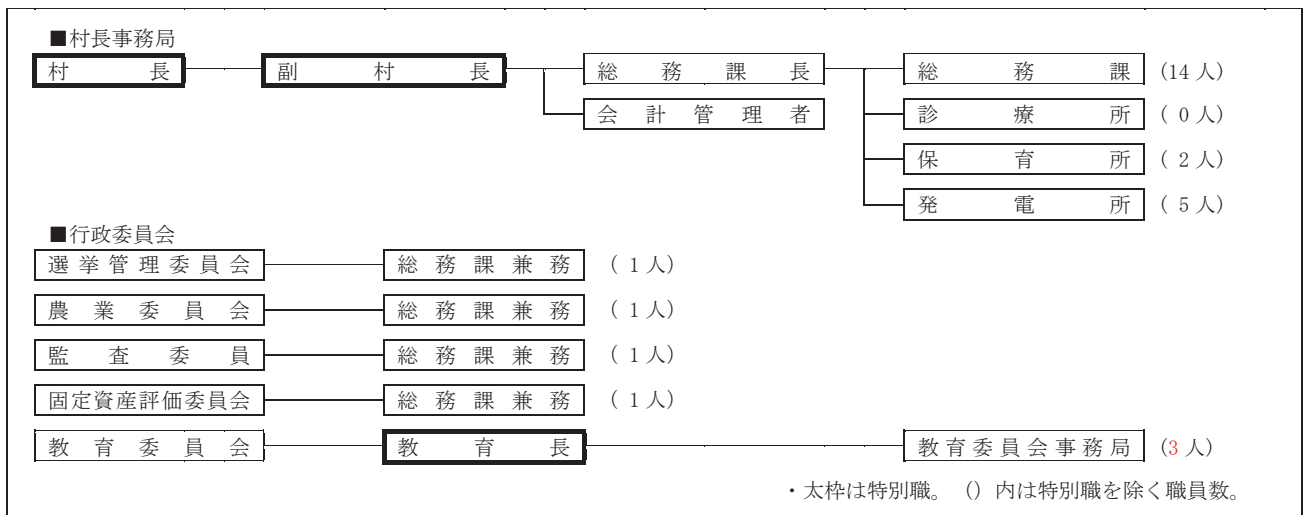 ■村長事務局
村長 副村長 総務課長 総務課 (14人)
会計管理者 診療所 ( 0人)
保育所 ( 2人)
発電所 ( 5人)
■行政委員会
選挙管理委員会 総務課兼務 ( 1人)
農業委員会 総務課兼務 ( 1人)
監査委員 総務課兼務 ( 1人)
固定資産評価委員会 総務課兼務 ( 1人)
教育委員会 教育長 教育委員会事務局 (3人)
・太枠は特別職。()内は特別職を除く職員数。